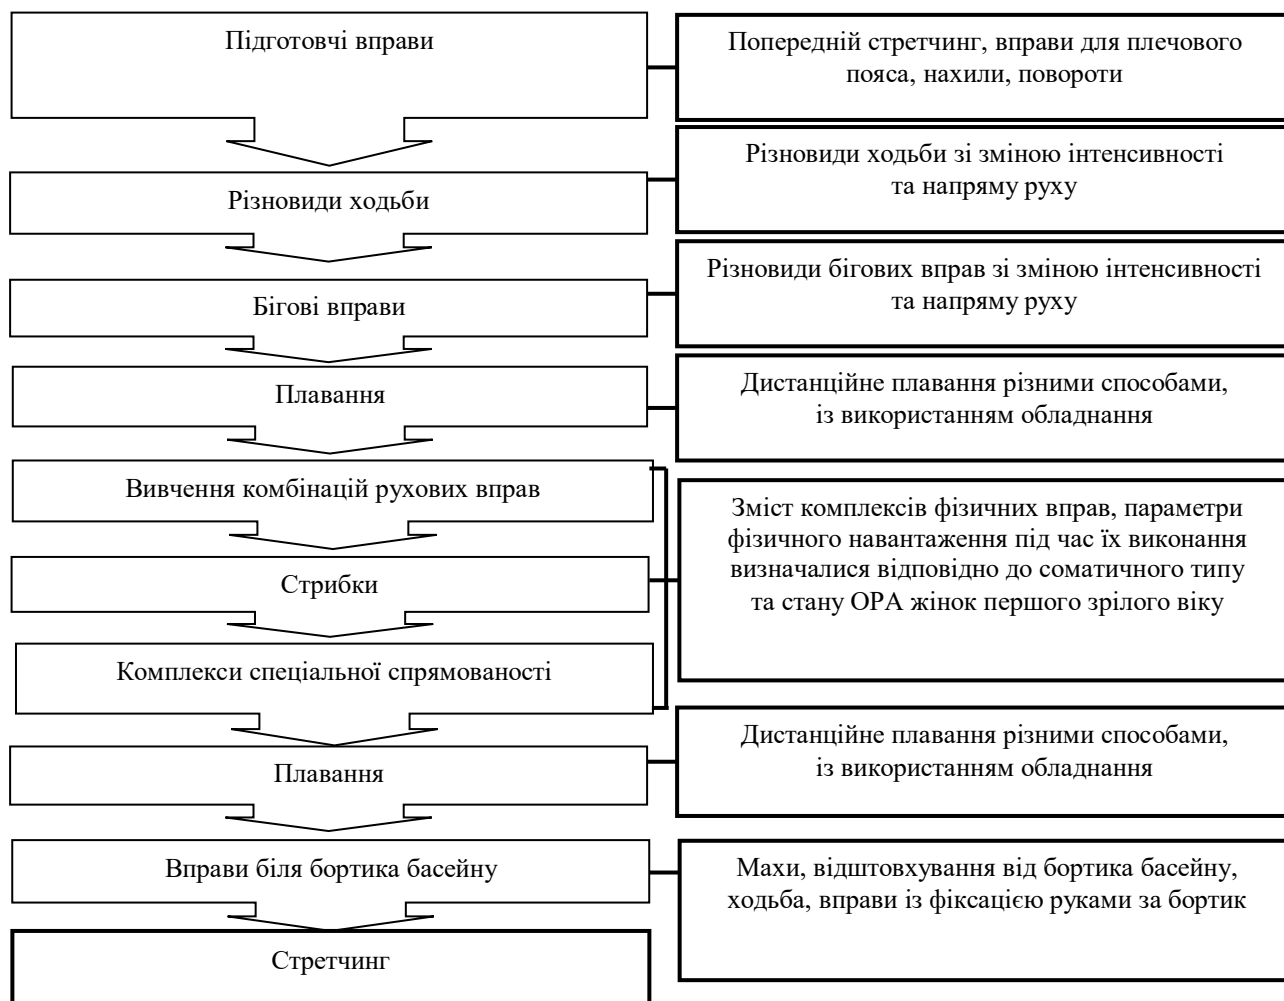 Підготовчі вправи
Попередній стретчинг, вправи для плечового
пояса, нахили, повороти
Різновиди ходьби
Різновиди ходьби зі зміною інтенсивності
та напряму руху
Бігові вправи
Різновиди бігових вправ зі зміною інтенсивності
та напряму руху
Плавання
Дистанційне плавання різними способами,
із використанням обладнання
Вивчення комбінацій рухових вправ
Стрибки
Комплекси спеціальної спрямованості
Зміст комплексів фізичних вправ, параметри
фізичного навантаження під час їх виконання
визначалися відповідно до соматичного типу
та стану ОРА жінок першого зрілого віку
Плавання
Дистанційне плавання різними способами,
із використанням обладнання
Вправи біля бортика басейну
Махи, відштовхування від бортика басейну,
ходьба, вправи із фіксацією руками за бортик
Стретчинг